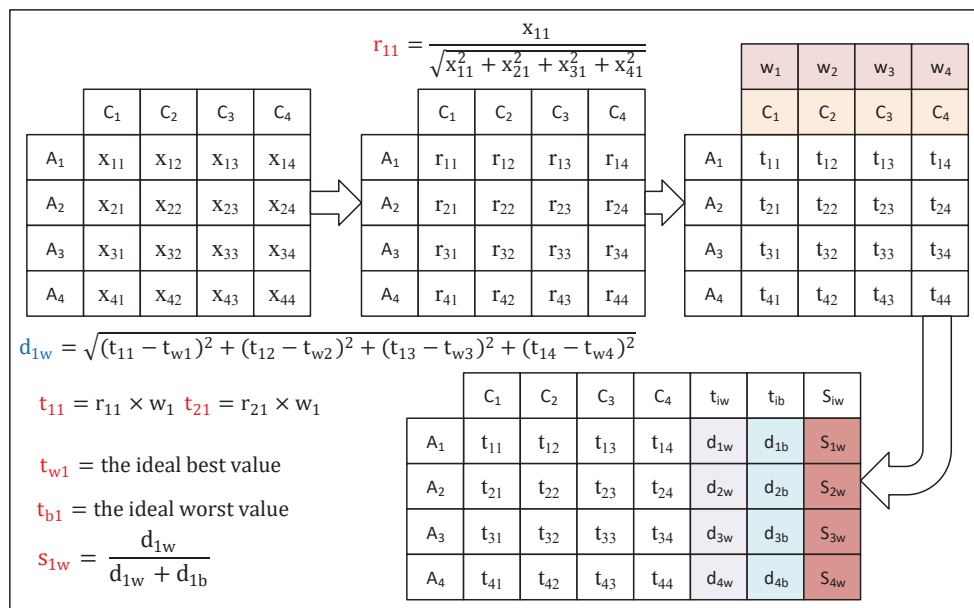 r₁₁ = x₁₁ / √(x²₁₁ + x²₂₁ + x²₃₁ + x²₄₁)
C₁ C₂ C₃ C₄
A₁ x₁₁ x₁₂ x₁₃ x₁₄
A₂ x₂₁ x₂₂ x₂₃ x₂₄
A₃ x₃₁ x₃₂ x₃₃ x₃₄
A₄ x₄₁ x₄₂ x₄₃ x₄₄
C₁ C₂ C₃ C₄
A₁ r₁₁ r₁₂ r₁₃ r₁₄
A₂ r₂₁ r₂₂ r₂₃ r₂₄
A₃ r₃₁ r₃₂ r₃₃ r₃₄
A₄ r₄₁ r₄₂ r₄₃ r₄₄
w₁ w₂ w₃ w₄
C₁ C₂ C₃ C₄
A₁ t₁₁ t₁₂ t₁₃ t₁₄
A₂ t₂₁ t₂₂ t₂₃ t₂₄
A₃ t₃₁ t₃₂ t₃₃ t₃₄
A₄ t₄₁ t₄₂ t₄₃ t₄₄
d₁w = √((t₁₁ − tw₁)² + (t₁₂ − tw₂)² + (t₁₃ − tw₃)² + (t₁₄ − tw₄)²)
t₁₁ = r₁₁ × w₁ t₂₁ = r₂₁ × w₁
tw₁ = the ideal best value
tb₁ = the ideal worst value
s₁w = d₁w / (d₁w + d₁b)
C₁ C₂ C₃ C₄ tiw tib Siw
A₁ t₁₁ t₁₂ t₁₃ t₁₄ d₁w d₁b S₁w
A₂ t₂₁ t₂₂ t₂₃ t₂₄ d₂w d₂b S₂w
A₃ t₃₁ t₃₂ t₃₃ t₃₄ d₃w d₃b S₃w
A₄ t₄₁ t₄₂ t₄₃ t₄₄ d₄w d₄b S₄w